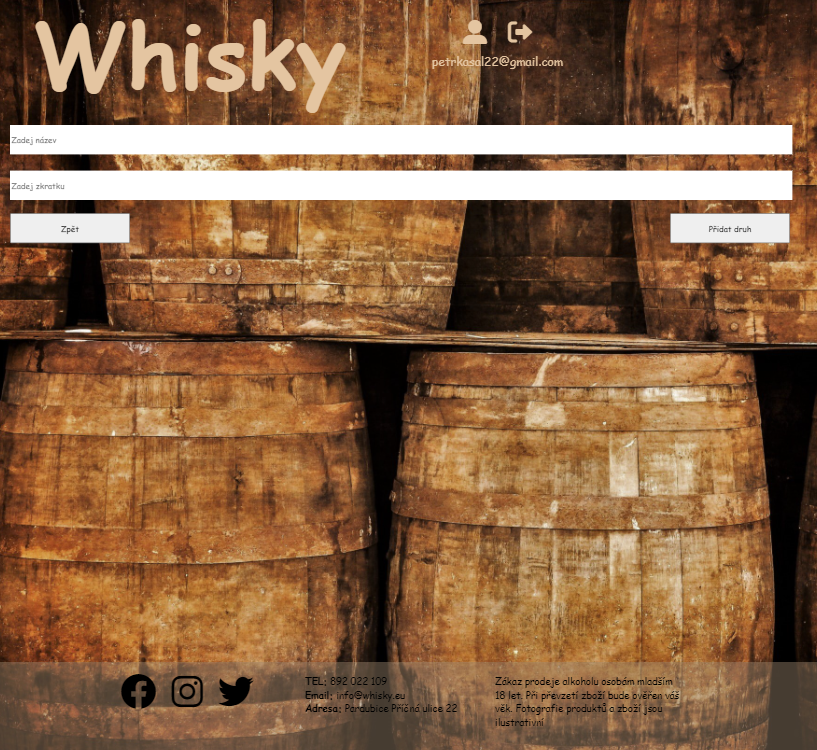 Whisky
petrkasal22@gmail.com
Zadej název
Zadej zkratku
Zpět
Přidat druh
TEL: 892 022 109
Email: info@whisky.eu
Adresa: Pardubice Příčná ulice 22
Zákaz prodeje alkoholu osobám mladším
18 let. Při převzetí zboží bude ověřen váš
věk. Fotografie produktů a zboží jsou
ilustrativní